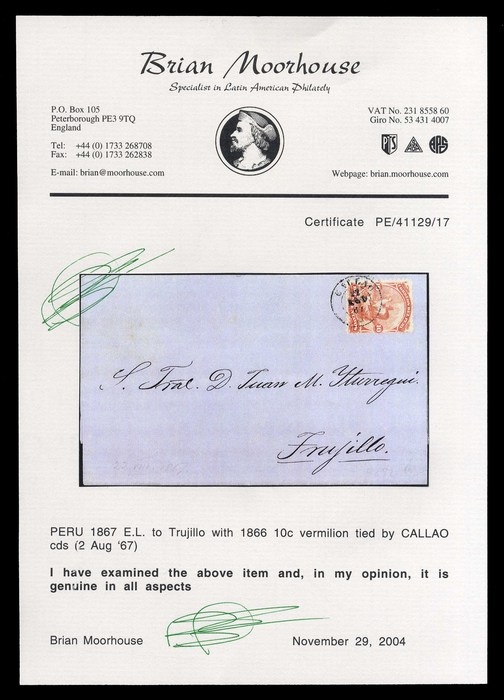 Brian Moorhouse
Specialist in Latin American Philately
P.O. Box 105
Peterborough PE3 9TQ
England
Tel: +44 (0) 1733 268708
Fax: +44 (0) 1733 262838
E-mail: brian@moorhouse.com
VAT No. 231 8558 60
Giro No. 53 431 4007
PTS
APS
Webpage: brian.moorhouse.com
Certificate PE/41129/17
S. Tral. D. Juan M. Yturregui.
Trujillo.
PERU 1867 E.L. to Trujillo with 1866 10c vermilion tied by CALLAO
cds (2 Aug '67)
I have examined the above item and, in my opinion, it is
genuine in all aspects
Brian Moorhouse
November 29, 2004